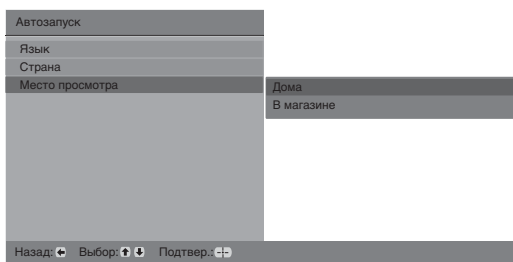 Автозапуск
Язык
Страна
Место просмотра
Дома
В магазине
Назад: Выбор: Подтвер.: